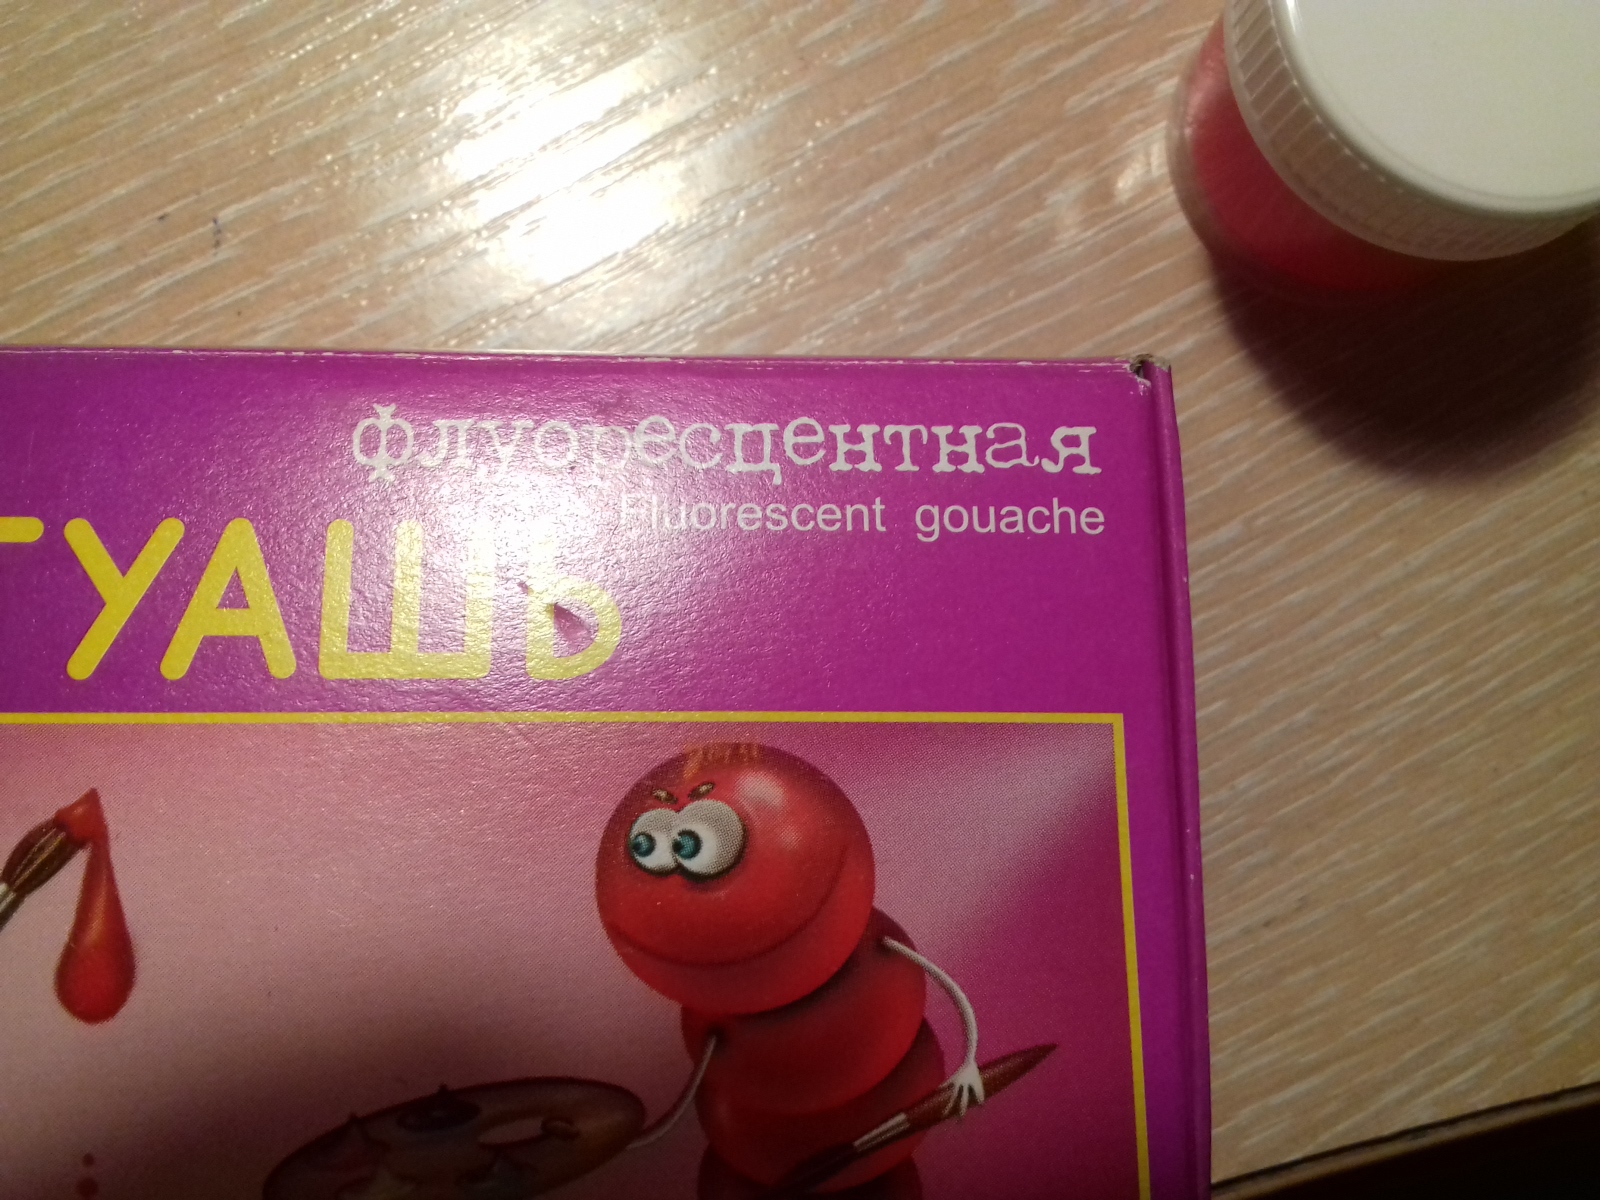 Флуоресцентная
Fluorescent gouache
ГУАШЬ